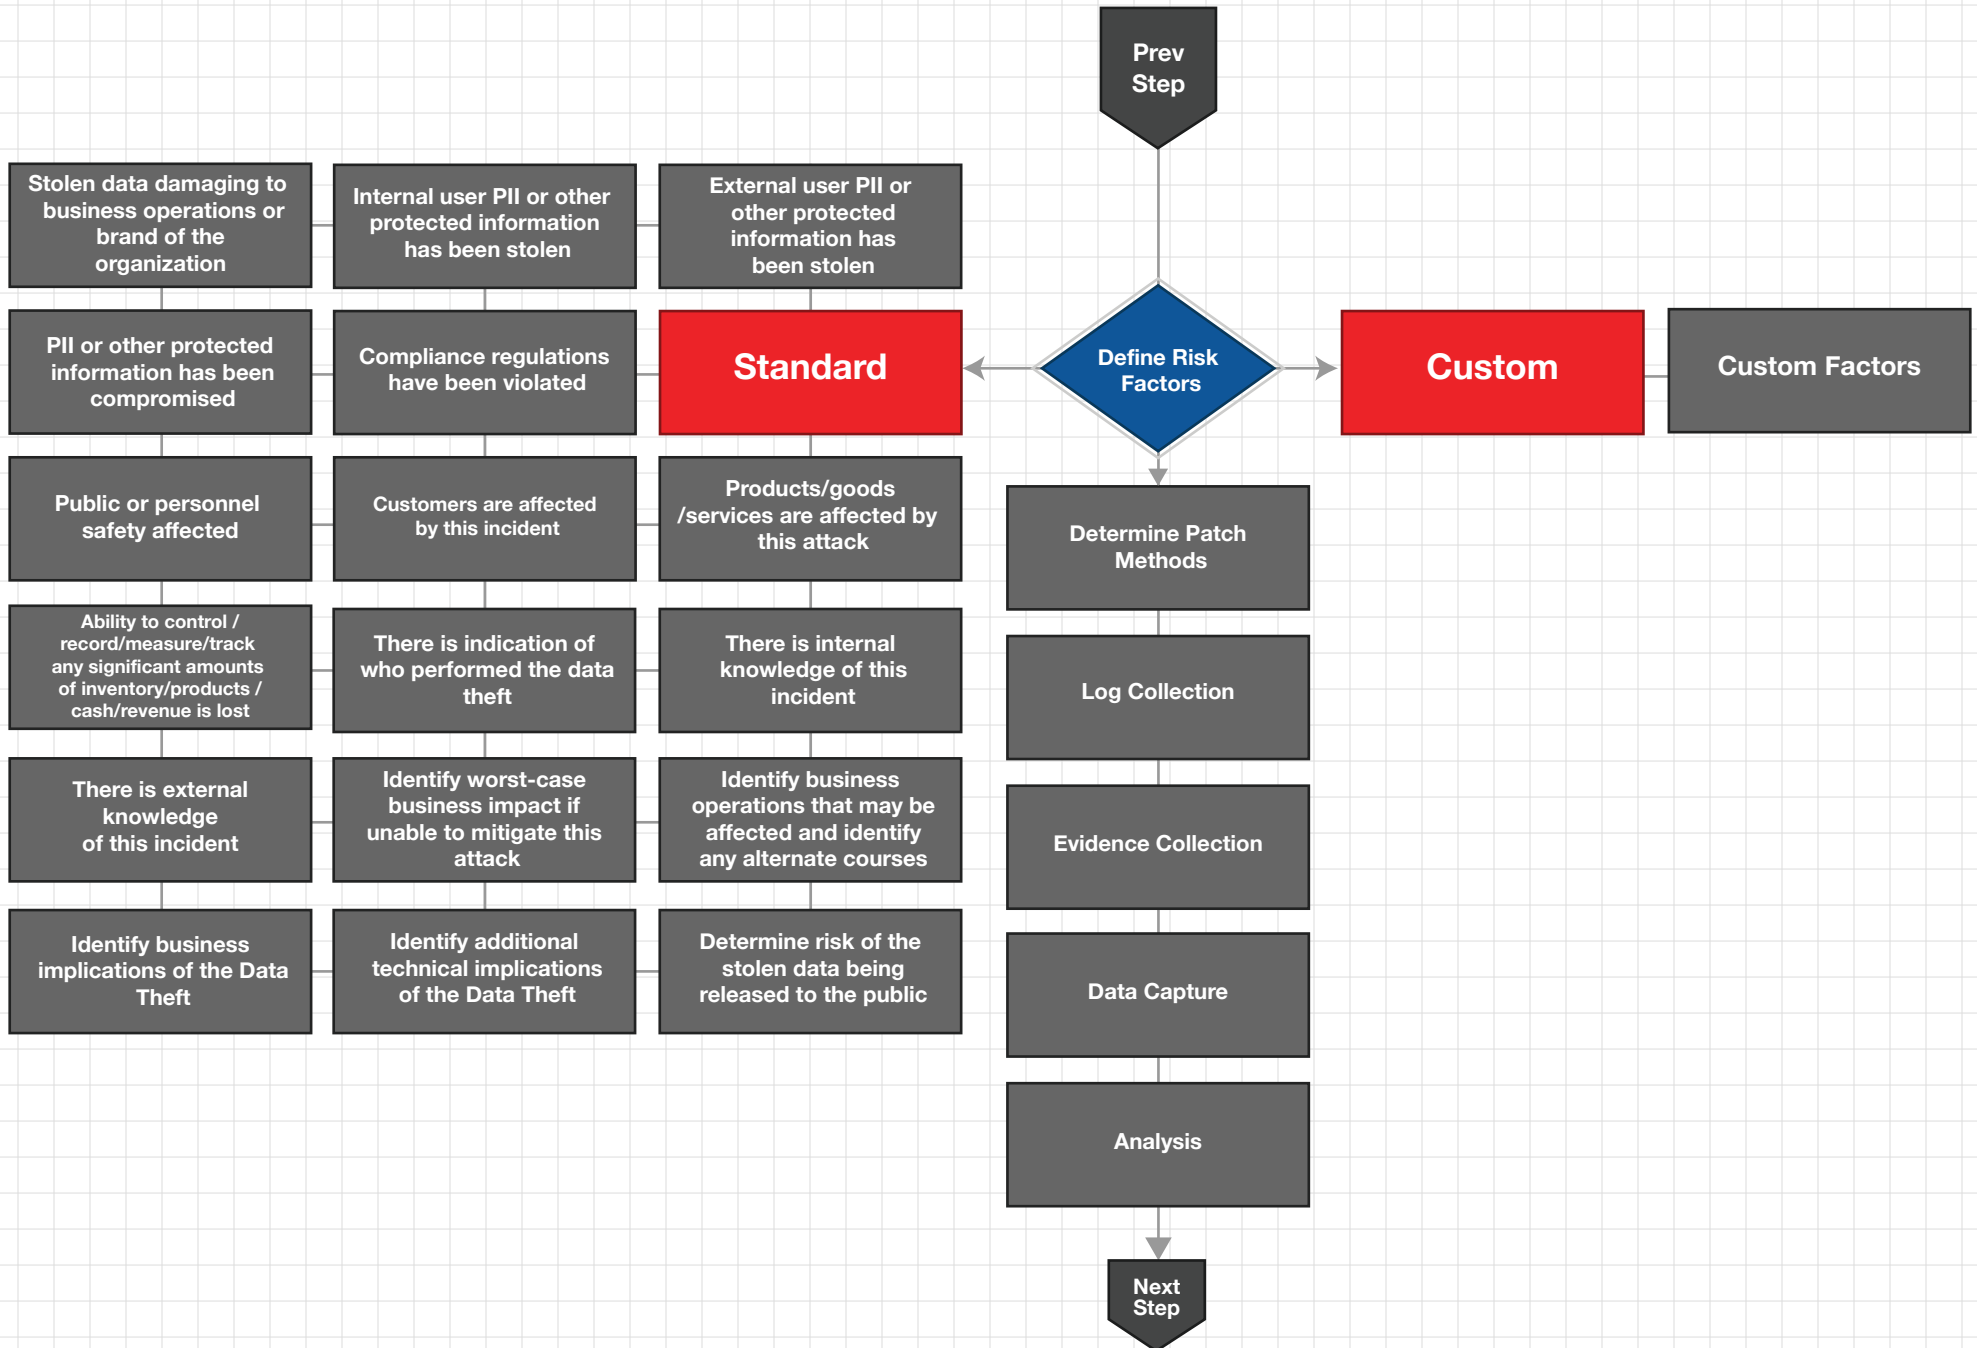 Prev
Step
Stolen data damaging to
business operations or
brand of the
organization
Internal user PII or other
protected information
has been stolen
External user PII or
other protected
information has
been stolen
PII or other protected
information has been
compromised
Compliance regulations
have been violated
Standard
Define Risk
Factors
Custom
Custom Factors
Public or personnel
safety affected
Customers are affected
by this incident
Products/goods
/services are affected by
this attack
Determine Patch
Methods
Ability to control /
record/measure/track
any significant amounts
of inventory/products /
cash/revenue is lost
There is indication of
who performed the data
theft
There is internal
knowledge of this
incident
Log Collection
There is external
knowledge
of this incident
Identify worst-case
business impact if
unable to mitigate this
attack
Identify business
operations that may be
affected and identify
any alternate courses
Evidence Collection
Identify business
implications of the Data
Theft
Identify additional
technical implications
of the Data Theft
Determine risk of the
stolen data being
released to the public
Data Capture
Analysis
Next
Step